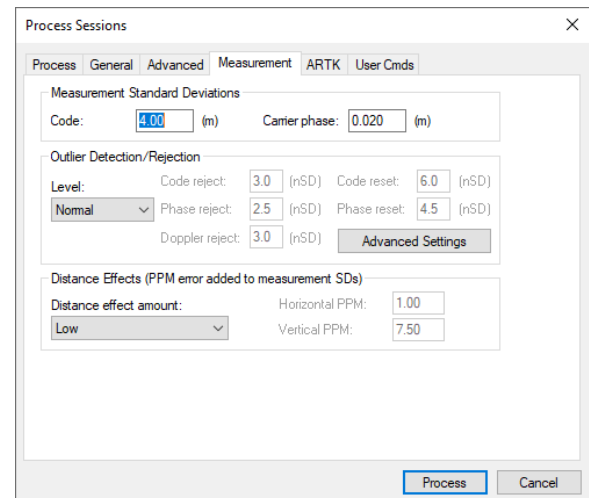 Process Sessions
Process General Advanced Measurement ARTK User Cmds
Measurement Standard Deviations
Code: 4.00 (m) Carrier phase: 0.020 (m)
Outlier Detection/Rejection
Level: Code reject: 3.0 (nSD) Code reset: 6.0 (nSD)
Normal Phase reject: 2.5 (nSD) Phase reset: 4.5 (nSD)
Doppler reject: 3.0 (nSD) Advanced Settings
Distance Effects (PPM error added to measurement SDs)
Distance effect amount: Horizontal PPM: 1.00
Low Vertical PPM: 7.50
Process Cancel